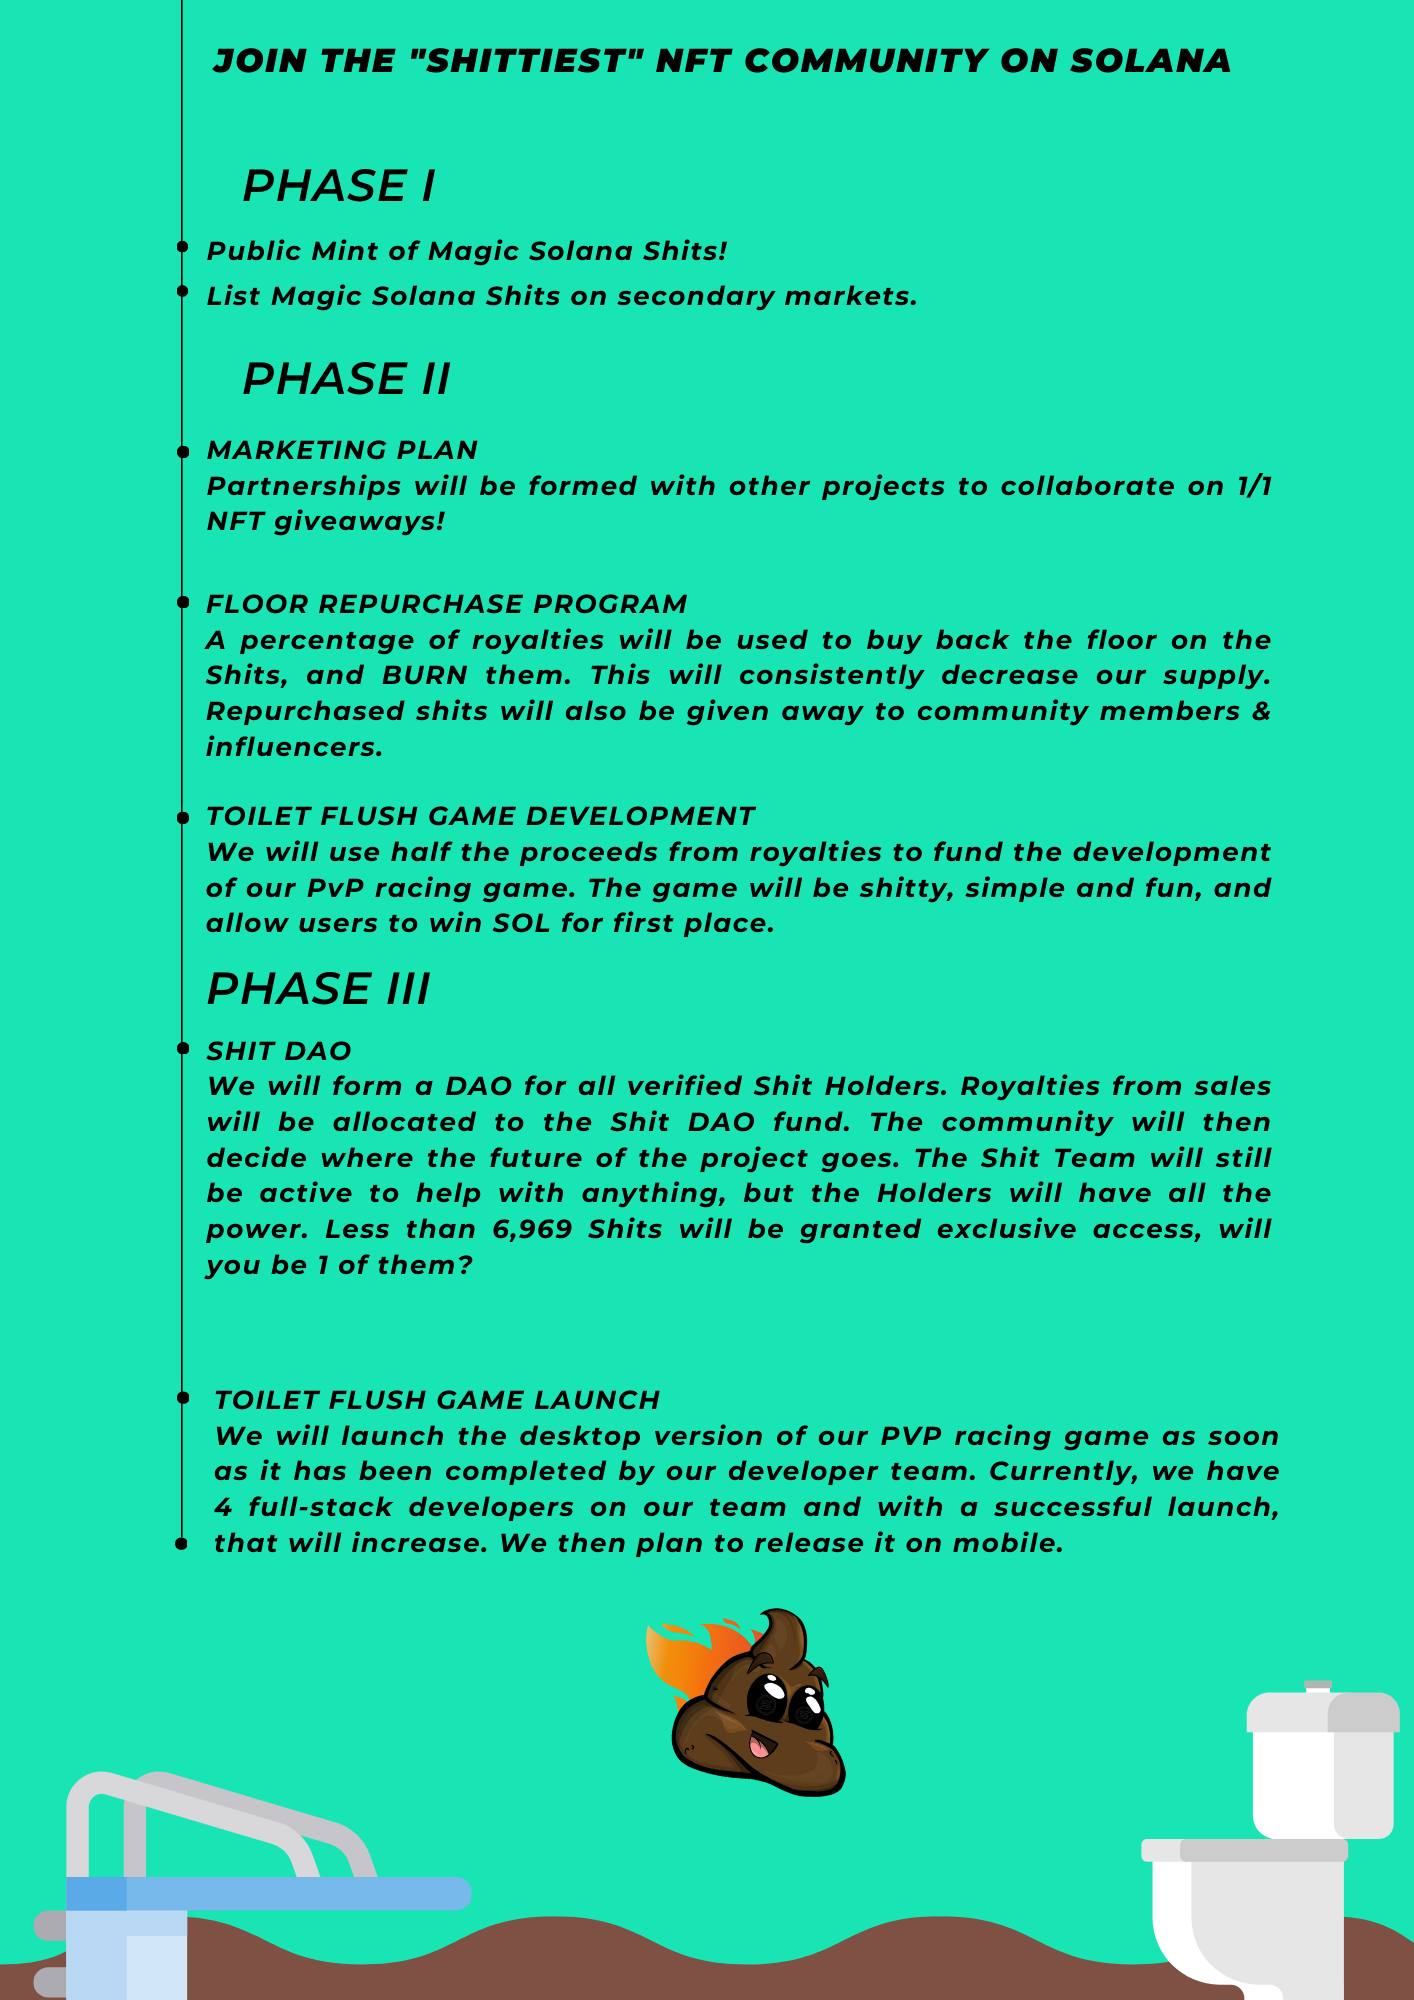 JOIN THE "SHITTIEST" NFT COMMUNITY ON SOLANA
PHASE I
Public Mint of Magic Solana Shits!
List Magic Solana Shits on secondary markets.
PHASE II
MARKETING PLAN
Partnerships will be formed with other projects to collaborate on 1/1
NFT giveaways!
FLOOR REPURCHASE PROGRAM
A percentage of royalties will be used to buy back the floor on the
Shits, and BURN them. This will consistently decrease our supply.
Repurchased shits will also be given away to community members &
influencers.
TOILET FLUSH GAME DEVELOPMENT
We will use half the proceeds from royalties to fund the development
of our PvP racing game. The game will be shitty, simple and fun, and
allow users to win SOL for first place.
PHASE III
SHIT DAO
We will form a DAO for all verified Shit Holders. Royalties from sales
will be allocated to the Shit DAO fund. The community will then
decide where the future of the project goes. The Shit Team will still
be active to help with anything, but the Holders will have all the
power. Less than 6,969 Shits will be granted exclusive access, will
you be 1 of them?
TOILET FLUSH GAME LAUNCH
We will launch the desktop version of our PVP racing game as soon
as it has been completed by our developer team. Currently, we have
4 full-stack developers on our team and with a successful launch,
that will increase. We then plan to release it on mobile.